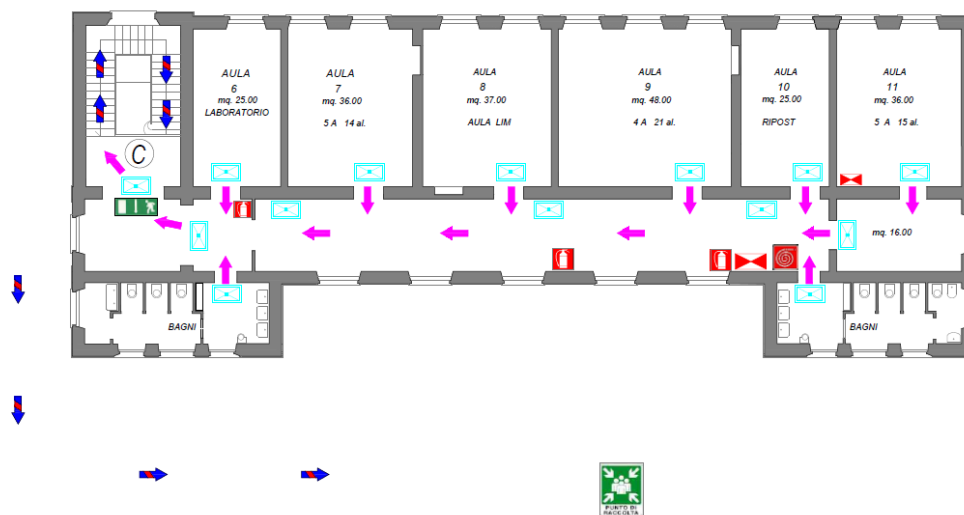 AULA
6
mq. 25.00
LABORATORIO
AULA
7
mq. 36.00
5 A 14 al.
AULA
8
mq. 37.00
AULA LIM
AULA
9
mq. 48.00
4 A 21 al.
AULA
10
mq. 25.00
RIPOST
AULA
11
mq. 36.00
5 A 15 al.
C
mq. 16.00
BAGNI
BAGNI
PUNTO DI
RACCOLTA